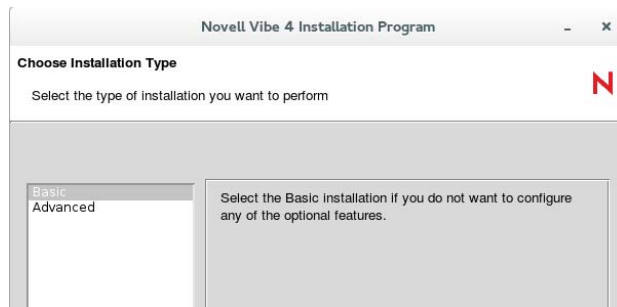 Novell Vibe 4 Installation Program
Choose Installation Type
Select the type of installation you want to perform
N
Basic
Advanced
Select the Basic installation if you do not want to configure
any of the optional features.